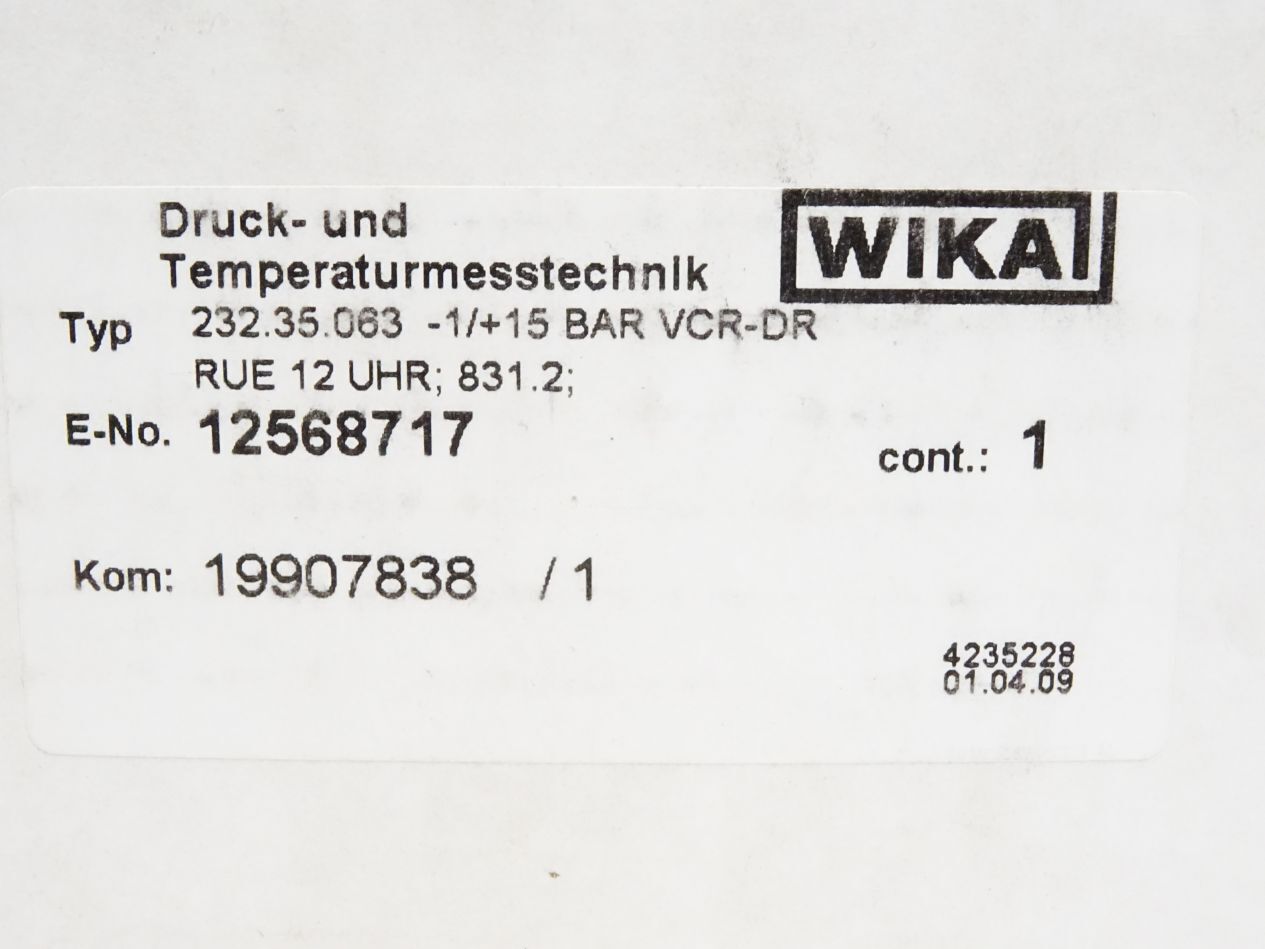 Druck- und
Temperaturmesstechnik
WIKA
Typ 232.35.063 -1/+15 BAR VCR-DR
RUE 12 UHR; 831.2;
E-No. 12568717
cont.: 1
Kom: 19907838 / 1
4235228
01.04.09